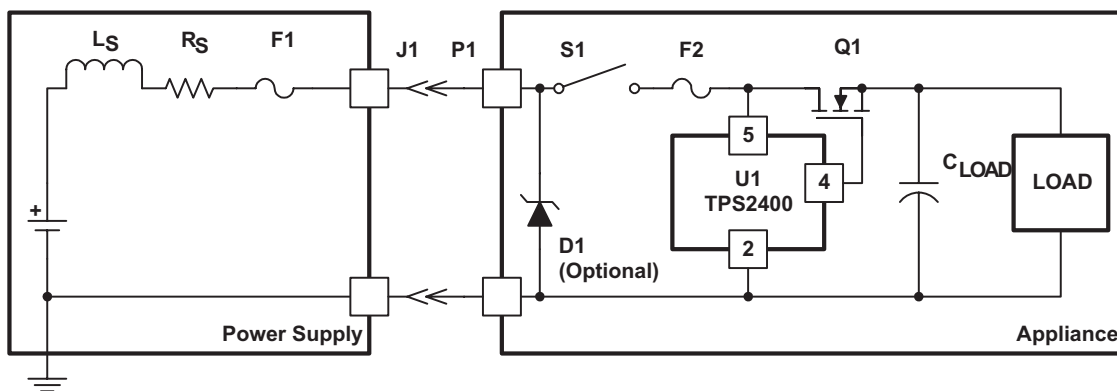 LS
RS
F1
J1
P1
S1
F2
Q1
5
4
U1
TPS2400
CLOAD
LOAD
+
D1
(Optional)
2
Power Supply
Appliance